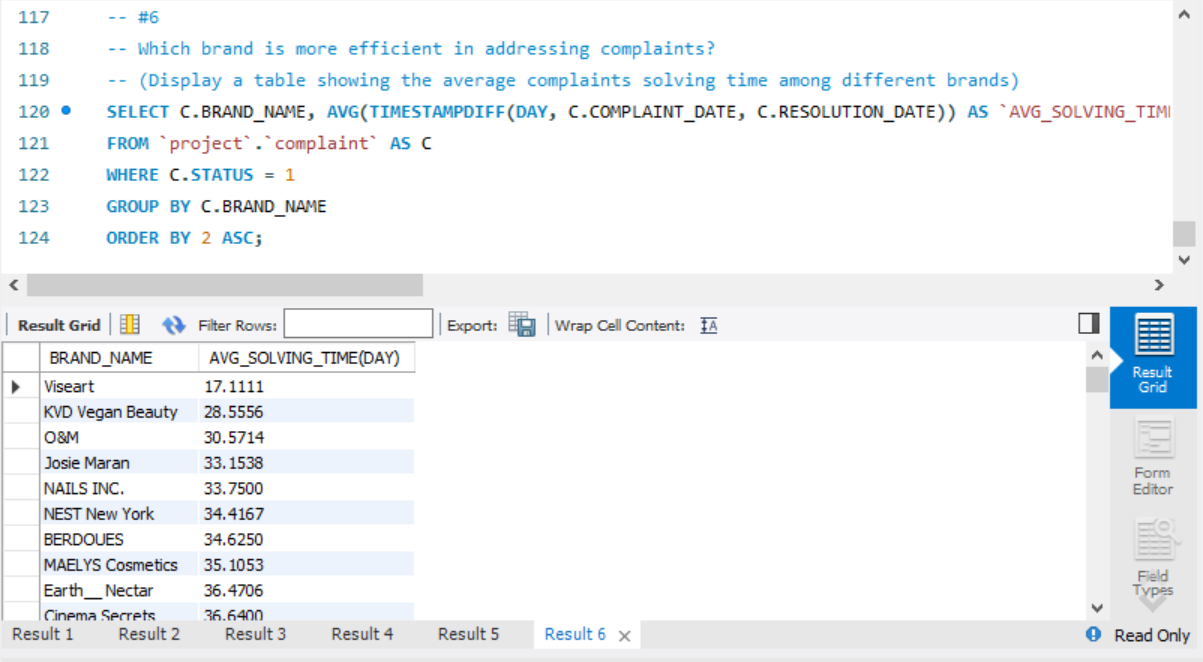 117 -- #6
118 -- Which brand is more efficient in addressing complaints?
119 -- (Display a table showing the average complaints solving time among different brands)
120 SELECT C.BRAND_NAME, AVG(TIMESTAMPDIFF(DAY, C.COMPLAINT_DATE, C.RESOLUTION_DATE)) AS `AVG_SOLVING_TIM
121 FROM `project`.`complaint` AS C
122 WHERE C.STATUS = 1
123 GROUP BY C.BRAND_NAME
124 ORDER BY 2 ASC;
Result Grid Filter Rows: Export: Wrap Cell Content: IA
BRAND_NAME AVG_SOLVING_TIME(DAY)
Viseart 17.1111
KVD Vegan Beauty 28.5556
O&M 30.5714
Josie Maran 33.1538
NAILS INC. 33.7500
NEST New York 34.4167
BERDOUES 34.6250
MAELYS Cosmetics 35.1053
Earth__Nectar 36.4706
Cinema Secrets 36.6400
Result
Grid
Form
Editor
Field
Types
Result 1 Result 2 Result 3 Result 4 Result 5 Result 6 Read Only